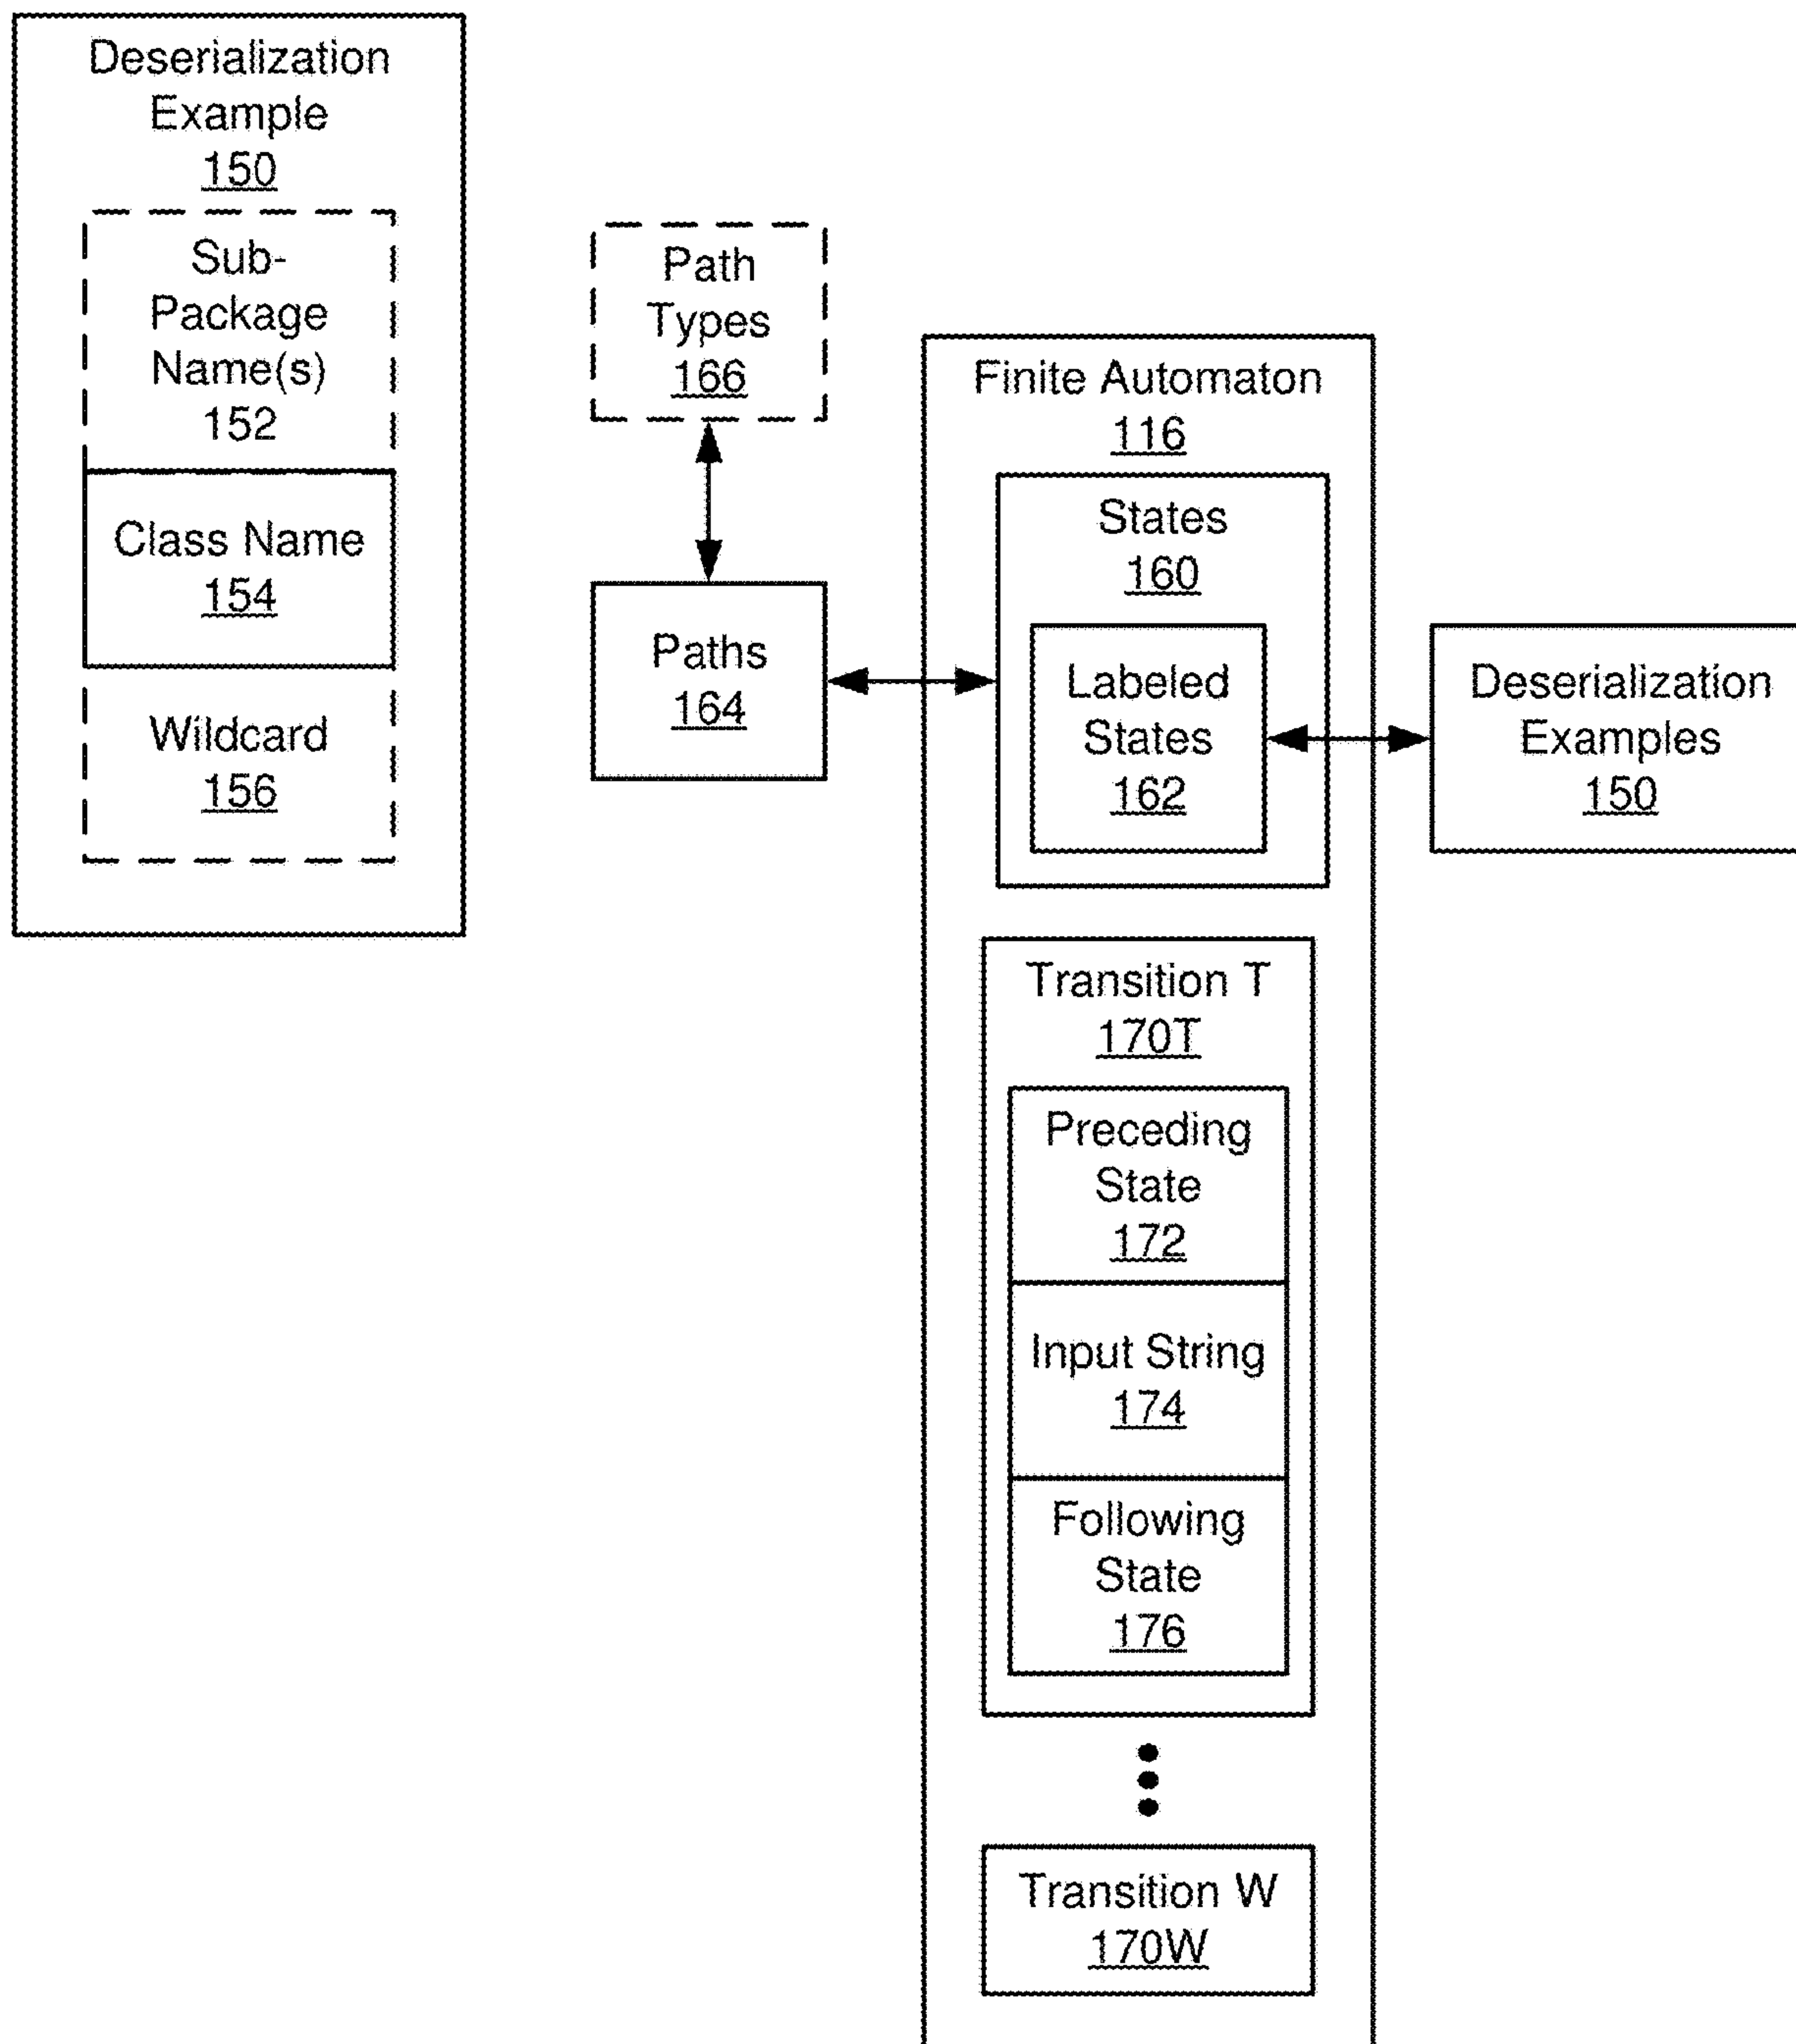 Deserialization
Example
150
Sub-
Package
Name(s)
152
Class Name
154
Wildcard
156
Path
Types
166
Paths
164
Finite Automaton
116
States
160
Labeled
States
162
Deserialization
Examples
150
Transition T
170T
Preceding
State
172
Input String
174
Following
State
176
Transition W
170W